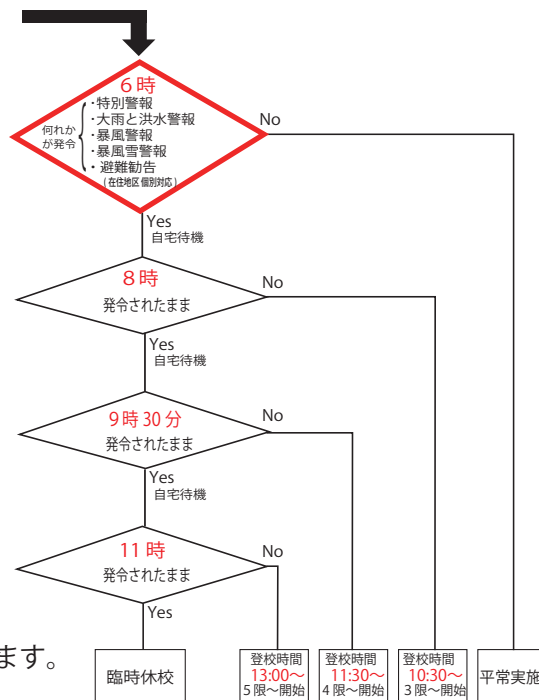 6時
何れか
が発令
・特別警報
・大雨と洪水警報
・暴風警報
・暴風雪警報
・避難勧告
(在住地区個別対応)
No
Yes
自宅待機
8時
発令されたまま
No
Yes
自宅待機
9時30分
発令されたまま
No
Yes
自宅待機
11時
発令されたまま
No
Yes
ます。
臨時休校
登校時間
13:00〜
5限〜開始
登校時間
11:30〜
4限〜開始
登校時間
10:30〜
3限〜開始
平常実施